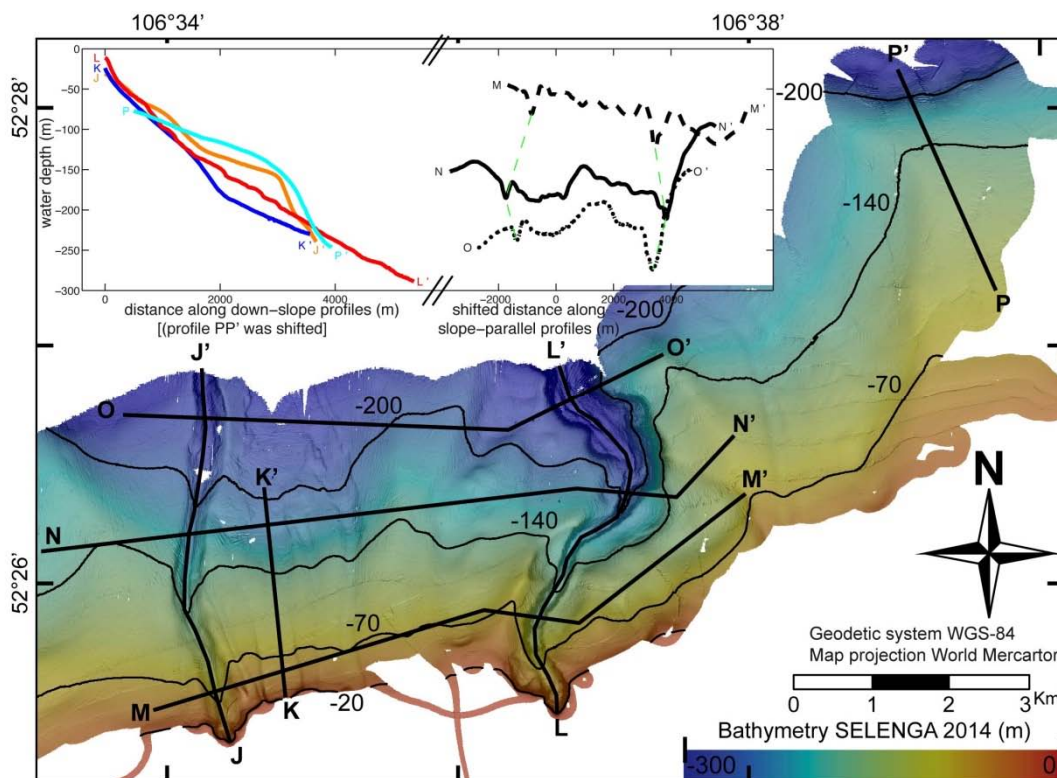 106°34'
106°38'
52°28'
52°26'
0
−50
−100
−150
−200
−250
−300
water depth (m)
L
K
J
P
K'
J'
P'
L'
0
2000
4000
distance along down−slope profiles (m)
[(profile PP' was shifted]
M
M'
N
N'
O
O'
−2000
0
2000
4000
shifted distance along
slope−parallel profiles (m)
P'
-200
-140
P
-200
-70
J'
L'
O'
O
-200
K'
N'
M'
N
-140
-70
M
K
-20
J
L
N
Geodetic system WGS-84
Map projection World Mercartor
0
1
2
3
Km
Bathymetry SELENGA 2014 (m)
-300
0